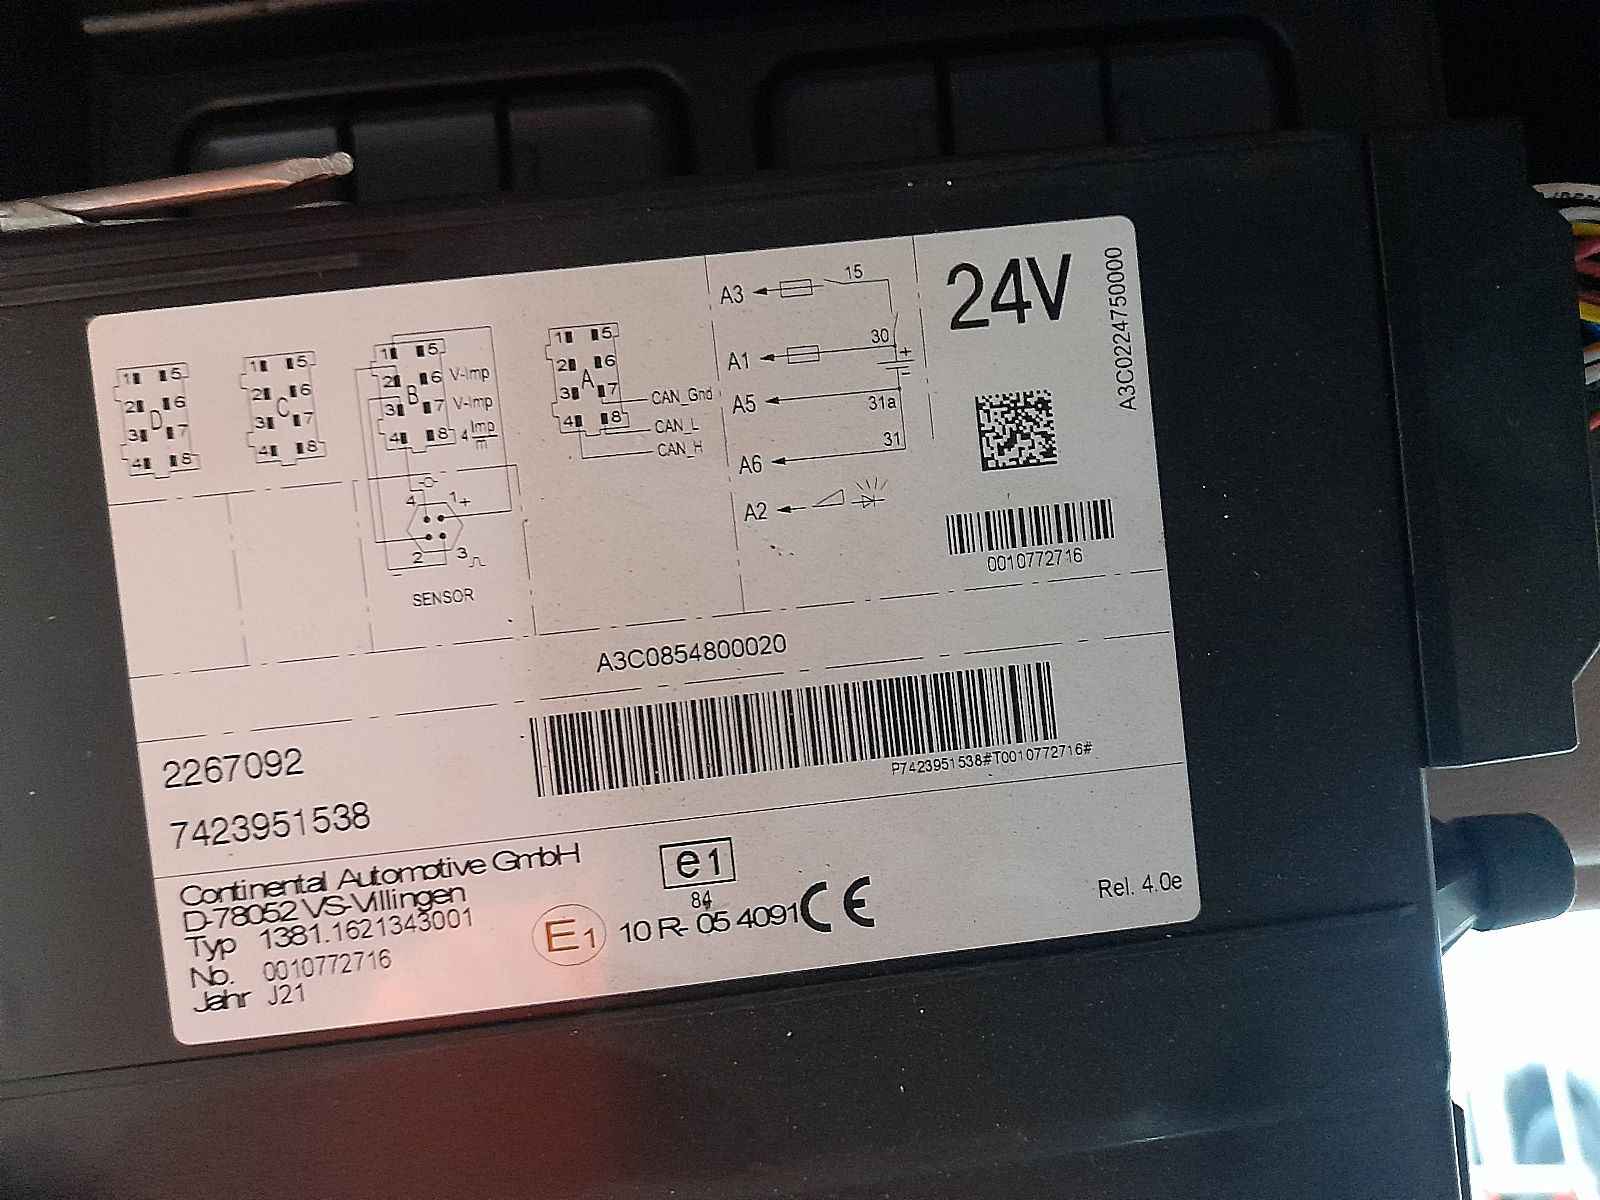 1 5
2 6
D
3 7
4 8
1 5
2 6
C
3 7
4 8
1 5
2 6 V-Imp
B
3 7 V-Imp
4 8 4 Imp
m
1 5
2 6
A
3 7
4 8
CAN_Gnd
CAN_L
CAN_H
4 1+
2 3
-
SENSOR
A3 15
A1 30
+
-
A5 31a
A6 31
A2
24V
A3C0224750000
0010772716
A3C0854800020
P7423951538#T0010772716#
2267092
7423951538
Continental Automotive GmbH
D-78052 VS-Villingen
Typ 1381.1621343001
No. 0010772716
Jahr J21
e1
84
E1 10 R- 05 4091 CE
Rel. 4.0e